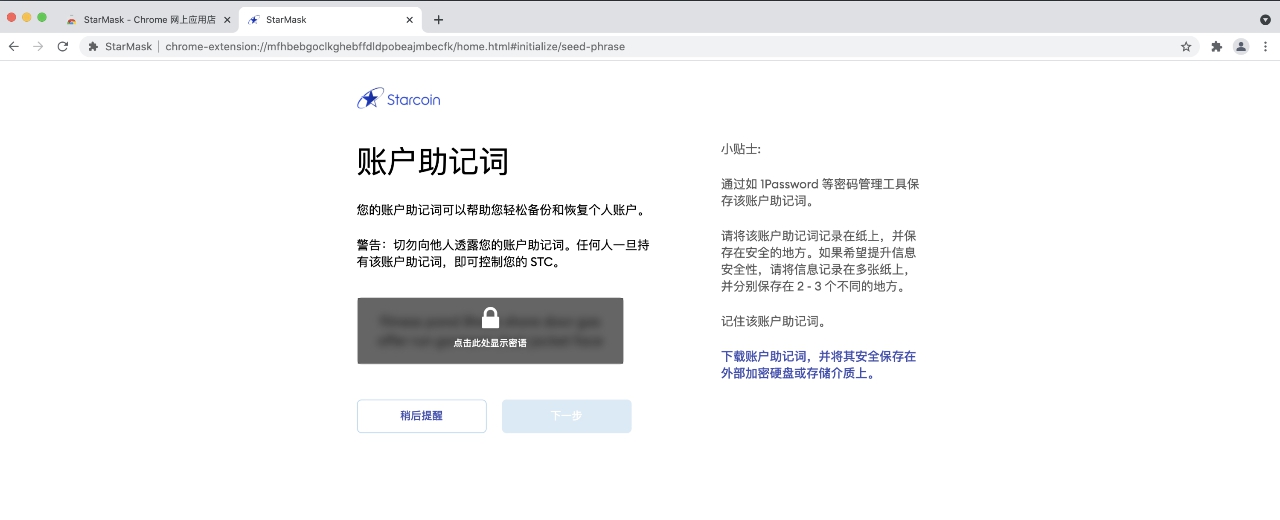 StarMask - Chrome 网上应用店
StarMask
StarMask | chrome-extension://mfhbebgoclkghebffdldpobeajmbecfk/home.html#initialize/seed-phrase
Starcoin
账户助记词
您的账户助记词可以帮助您轻松备份和恢复个人账户。
警告：切勿向他人透露您的账户助记词。任何人一旦持
有该账户助记词，即可控制您的 STC。
点击此处显示密语
稍后提醒
下一步
小贴士:
通过如 1Password 等密码管理工具保
存该账户助记词。
请将该账户助记词记录在纸上，并保
存在安全的地方。如果希望提升信息
安全性，请将信息记录在多张纸上，
并分别保存在 2 - 3 个不同的地方。
记住该账户助记词。
下载账户助记词，并将其安全保存在
外部加密硬盘或存储介质上。